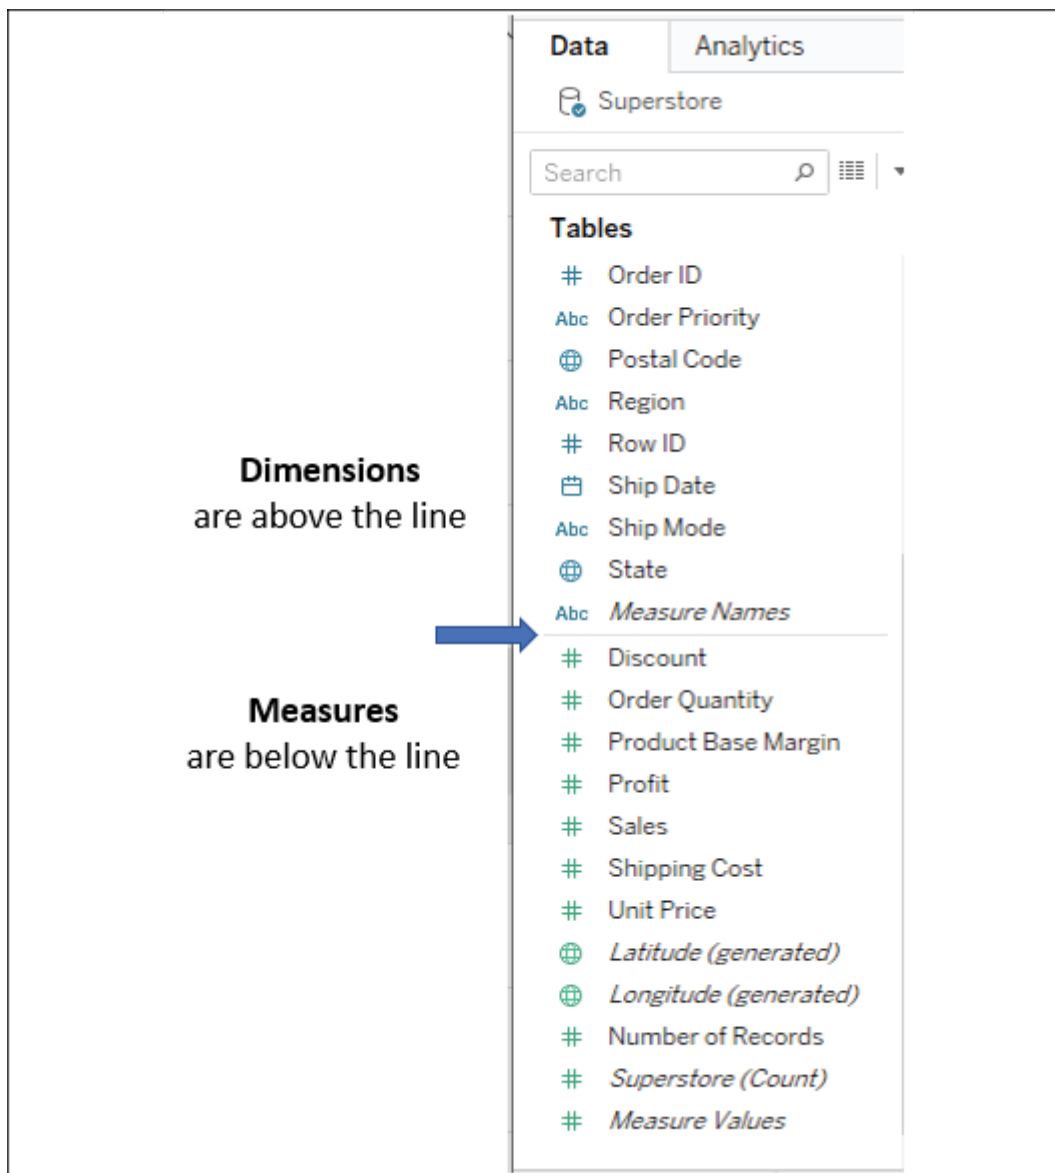 Data Analytics
Superstore
Search
Tables
# Order ID
Abc Order Priority
Postal Code
Abc Region
# Row ID
Ship Date
Abc Ship Mode
State
Abc Measure Names
Dimensions
are above the line
Measures
are below the line
# Discount
# Order Quantity
# Product Base Margin
# Profit
# Sales
# Shipping Cost
# Unit Price
Latitude (generated)
Longitude (generated)
# Number of Records
# Superstore (Count)
# Measure Values